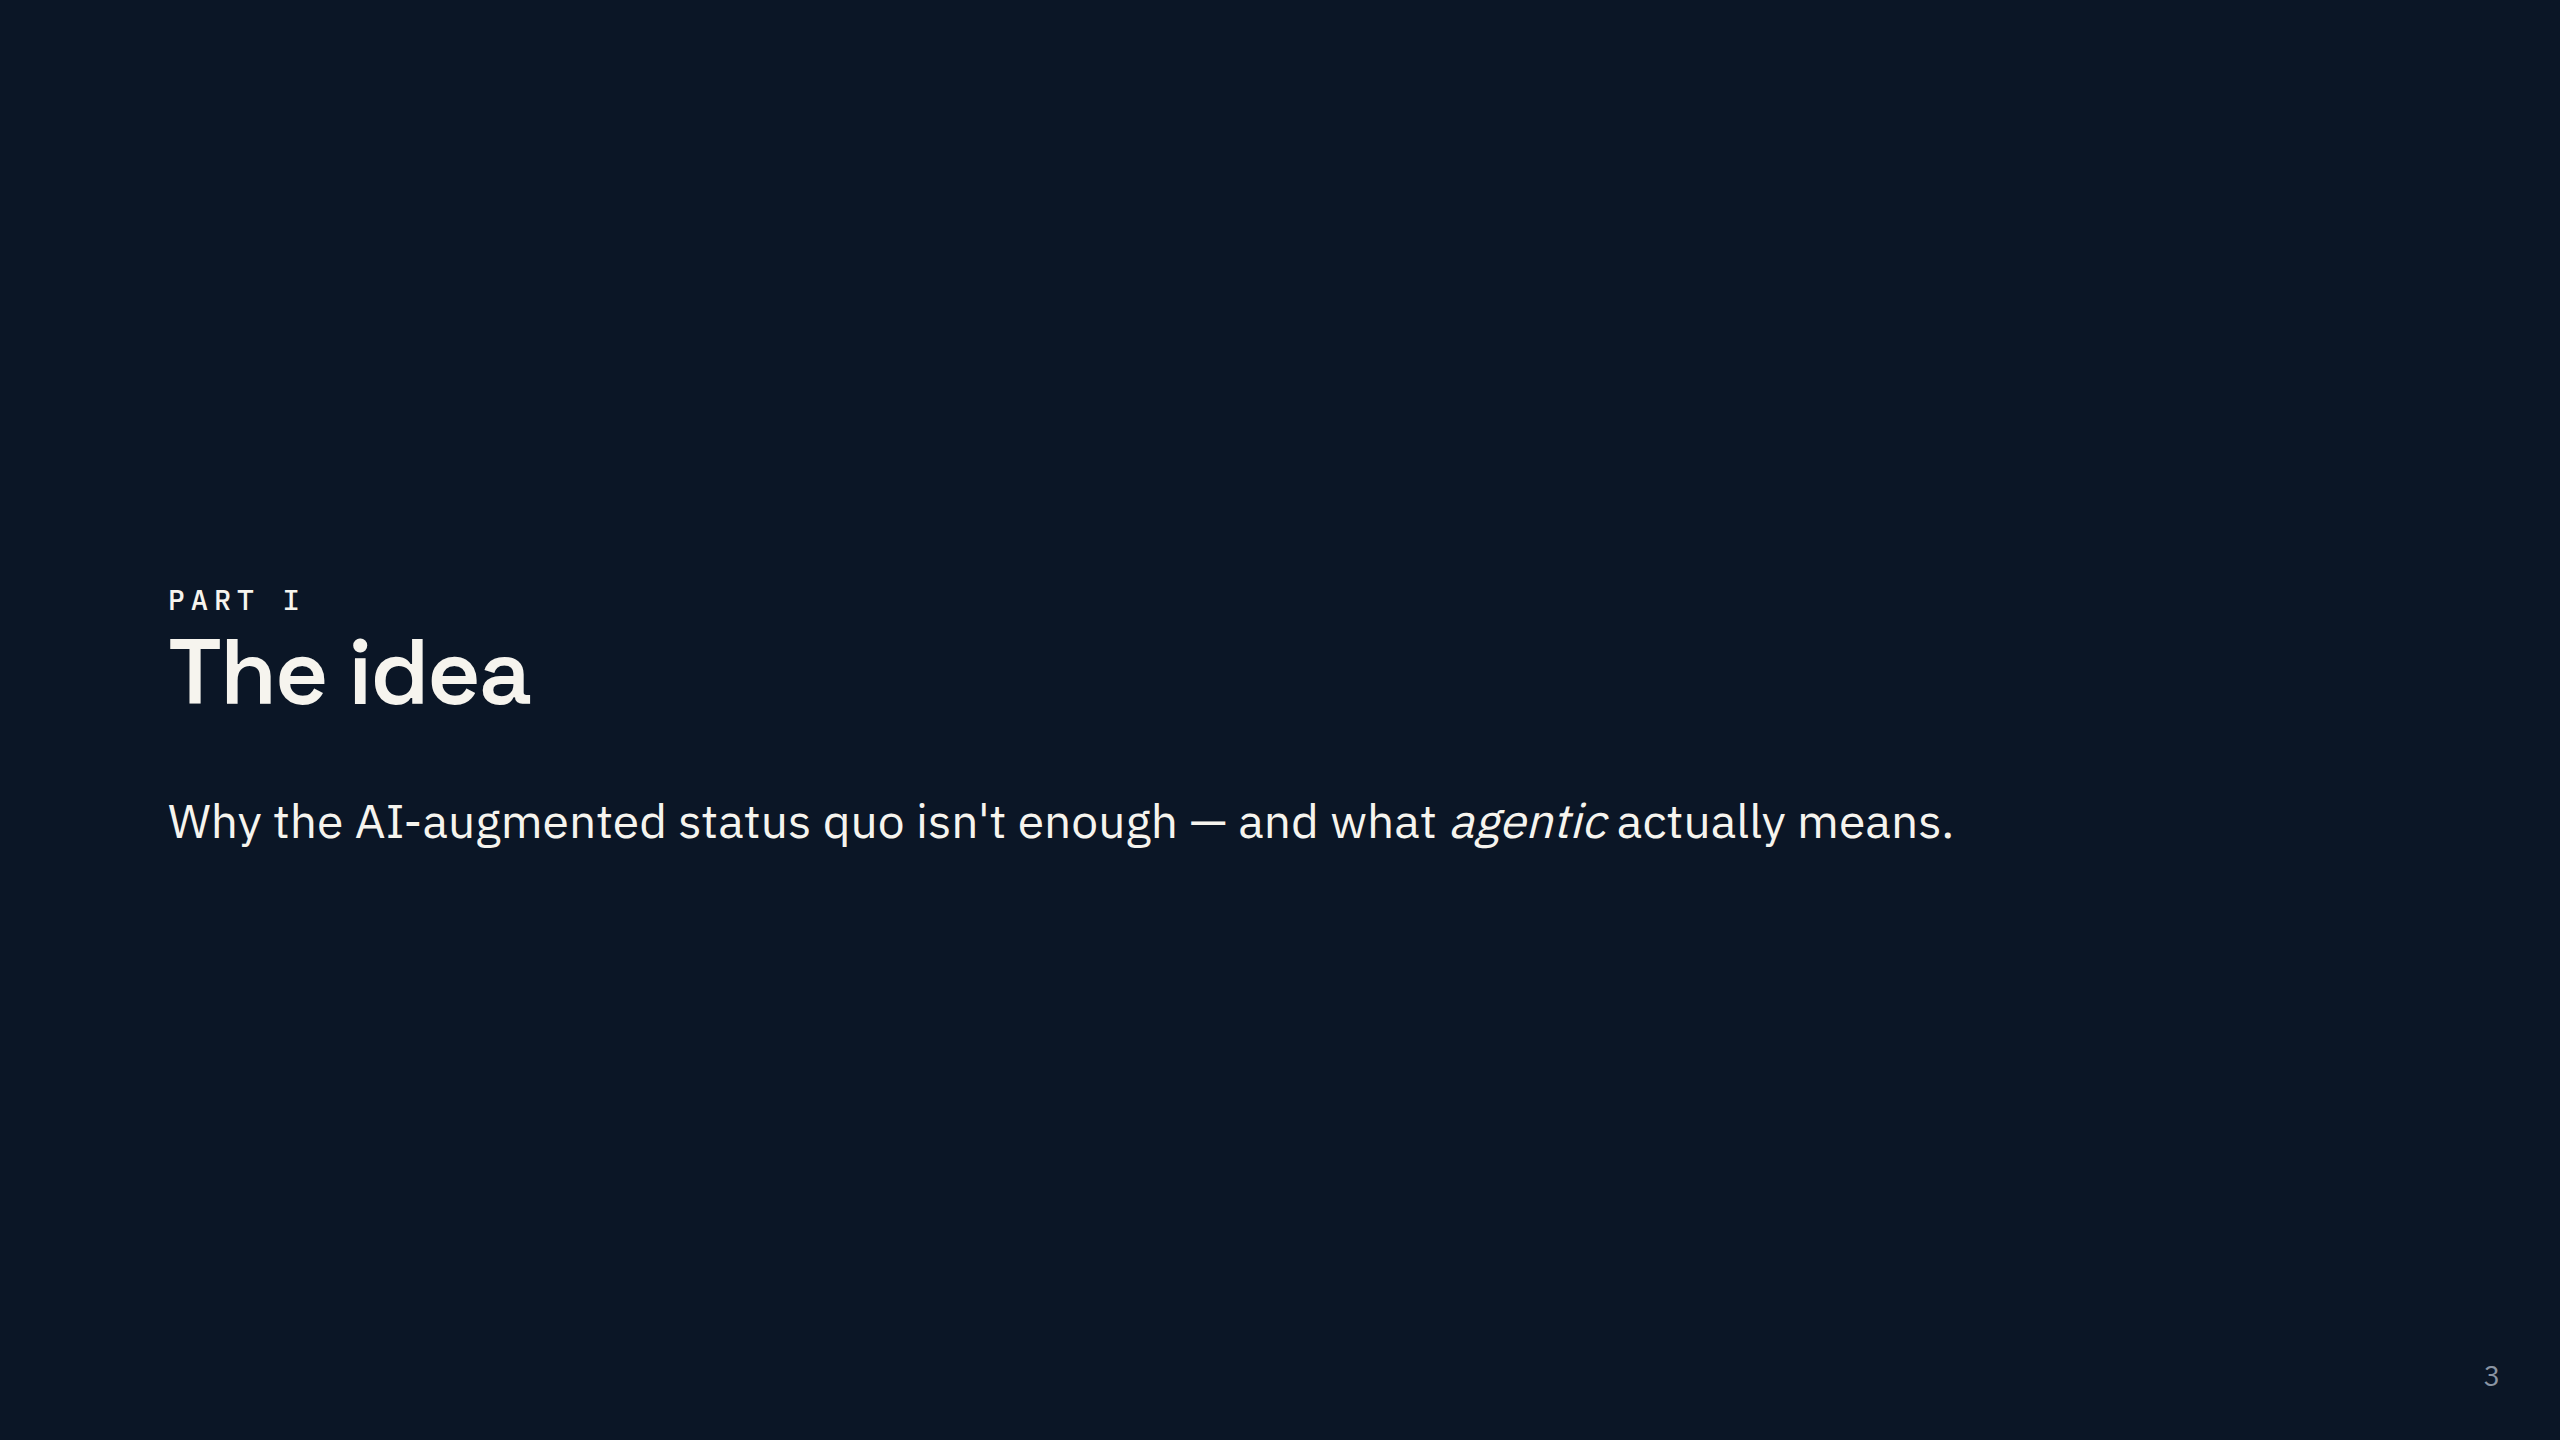 PART I
The idea
Why the AI-augmented status quo isn't enough — and what agentic actually means.
3